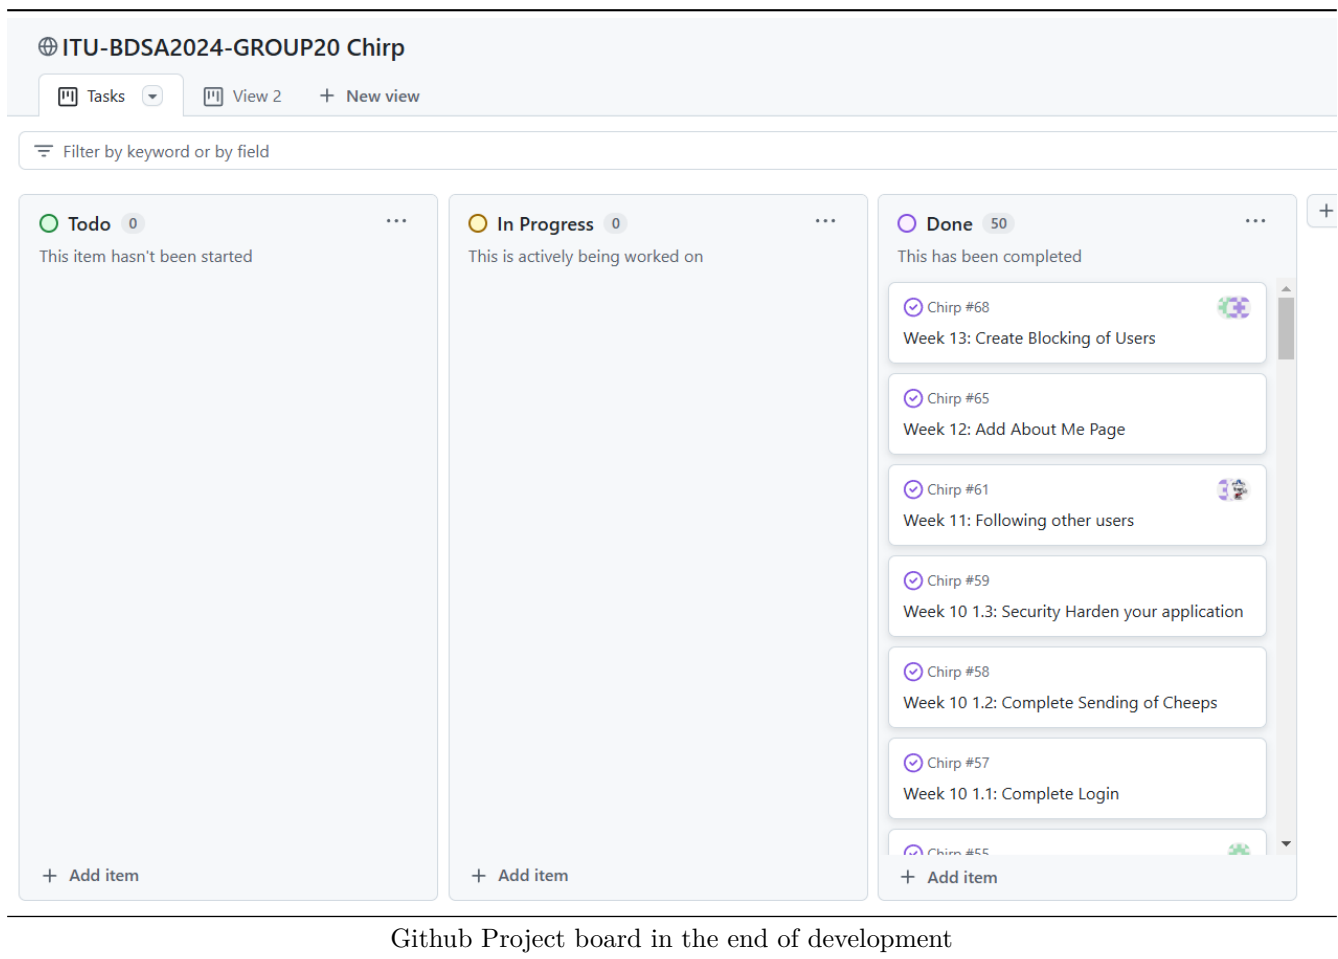 ITU-BDSA2024-GROUP20 Chirp
Tasks View 2 + New view
Filter by keyword or by field
Todo 0 ...
This item hasn't been started
+ Add item
In Progress 0 ...
This is actively being worked on
+ Add item
Done 50 ...
This has been completed
Chirp #68
Week 13: Create Blocking of Users
Chirp #65
Week 12: Add About Me Page
Chirp #61
Week 11: Following other users
Chirp #59
Week 10 1.3: Security Harden your application
Chirp #58
Week 10 1.2: Complete Sending of Cheeps
Chirp #57
Week 10 1.1: Complete Login
Chirp #55
+ Add item
+
Github Project board in the end of development